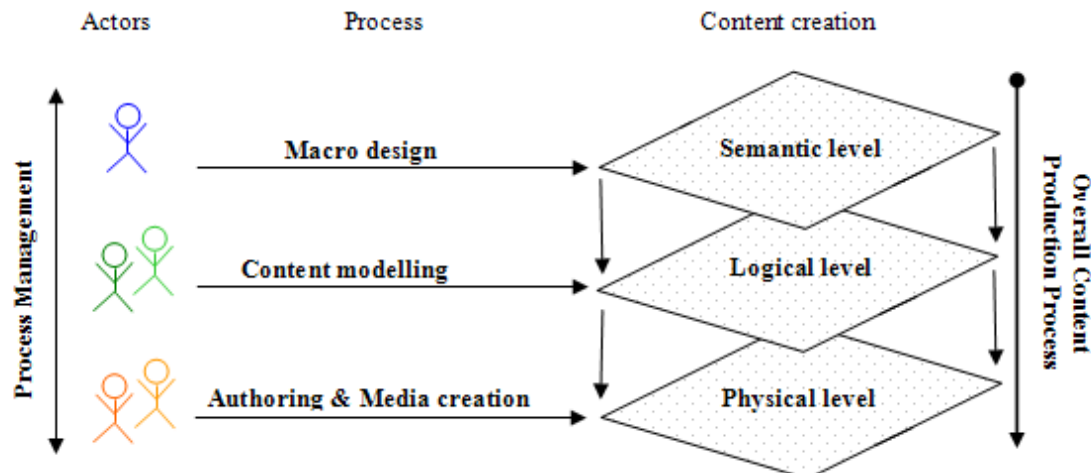 Actors
Process
Content creation
Process Management
Macro design
Semantic level
Content modelling
Logical level
Authoring & Media creation
Physical level
Overall Content
Production Process